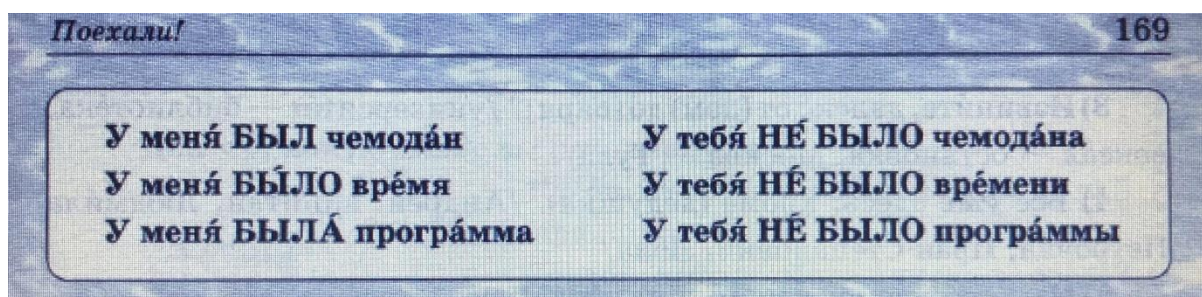 Поехали! 169
У меня́ БЫЛ чемода́н У тебя́ НЕ́ БЫЛО чемода́на
У меня́ БЫ́ЛО вре́мя У тебя́ НЕ́ БЫЛО вре́мени
У меня́ БЫЛА́ програ́мма У тебя́ НЕ́ БЫЛО програ́ммы